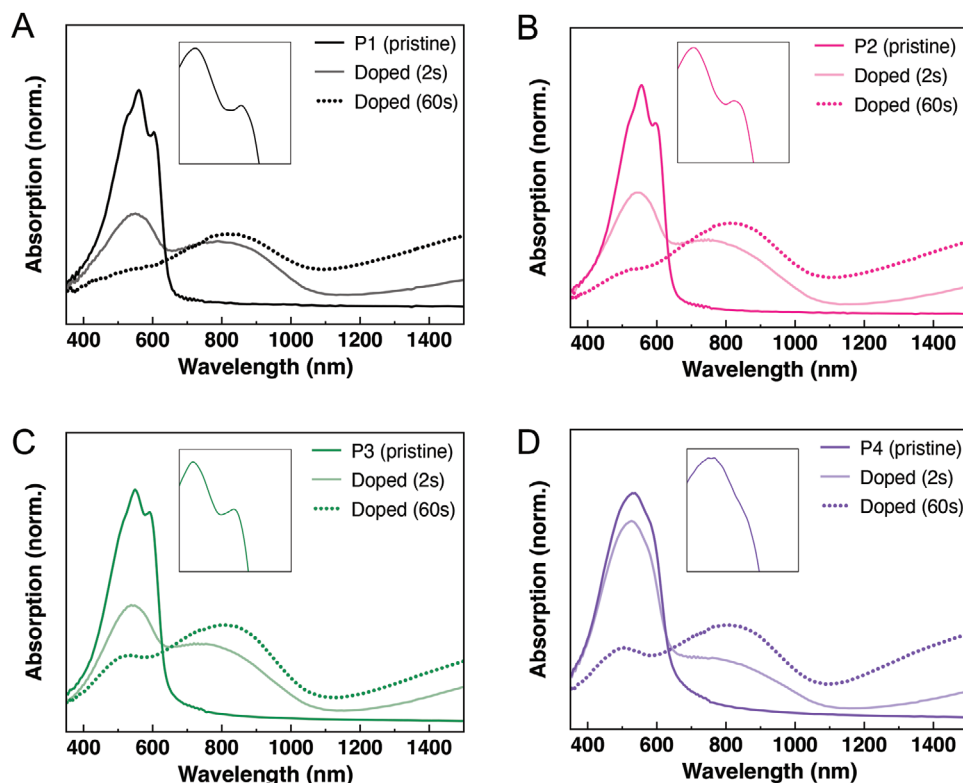 A
P1 (pristine)
Doped (2s)
Doped (60s)
Absorption (norm.)
400 600 800 1000 1200 1400
Wavelength (nm)
B
P2 (pristine)
Doped (2s)
Doped (60s)
Absorption (norm.)
400 600 800 1000 1200 1400
Wavelength (nm)
C
P3 (pristine)
Doped (2s)
Doped (60s)
Absorption (norm.)
400 600 800 1000 1200 1400
Wavelength (nm)
D
P4 (pristine)
Doped (2s)
Doped (60s)
Absorption (norm.)
400 600 800 1000 1200 1400
Wavelength (nm)